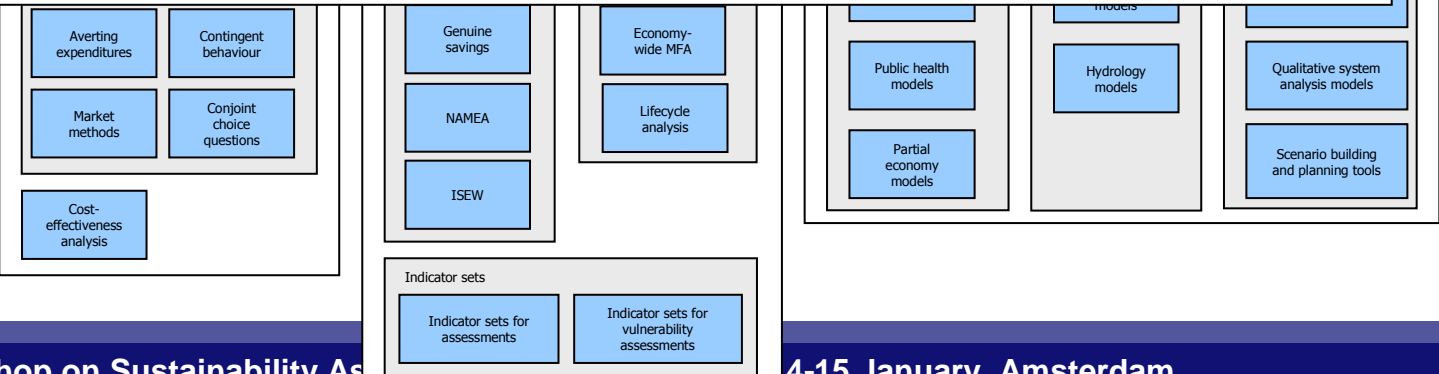 Averting
expenditures
Contingent
behaviour
Market
methods
Conjoint
choice
questions
Cost-
effectiveness
analysis
Genuine
savings
NAMEA
ISEW
Economy-
wide MFA
Lifecycle
analysis
Indicator sets
Indicator sets for
assessments
Indicator sets for
vulnerability
assessments
Public health
models
Partial
economy
models
models
Hydrology
models
Qualitative system
analysis models
Scenario building
and planning tools
hop on Sustainability As
4-15 January, Amsterdam